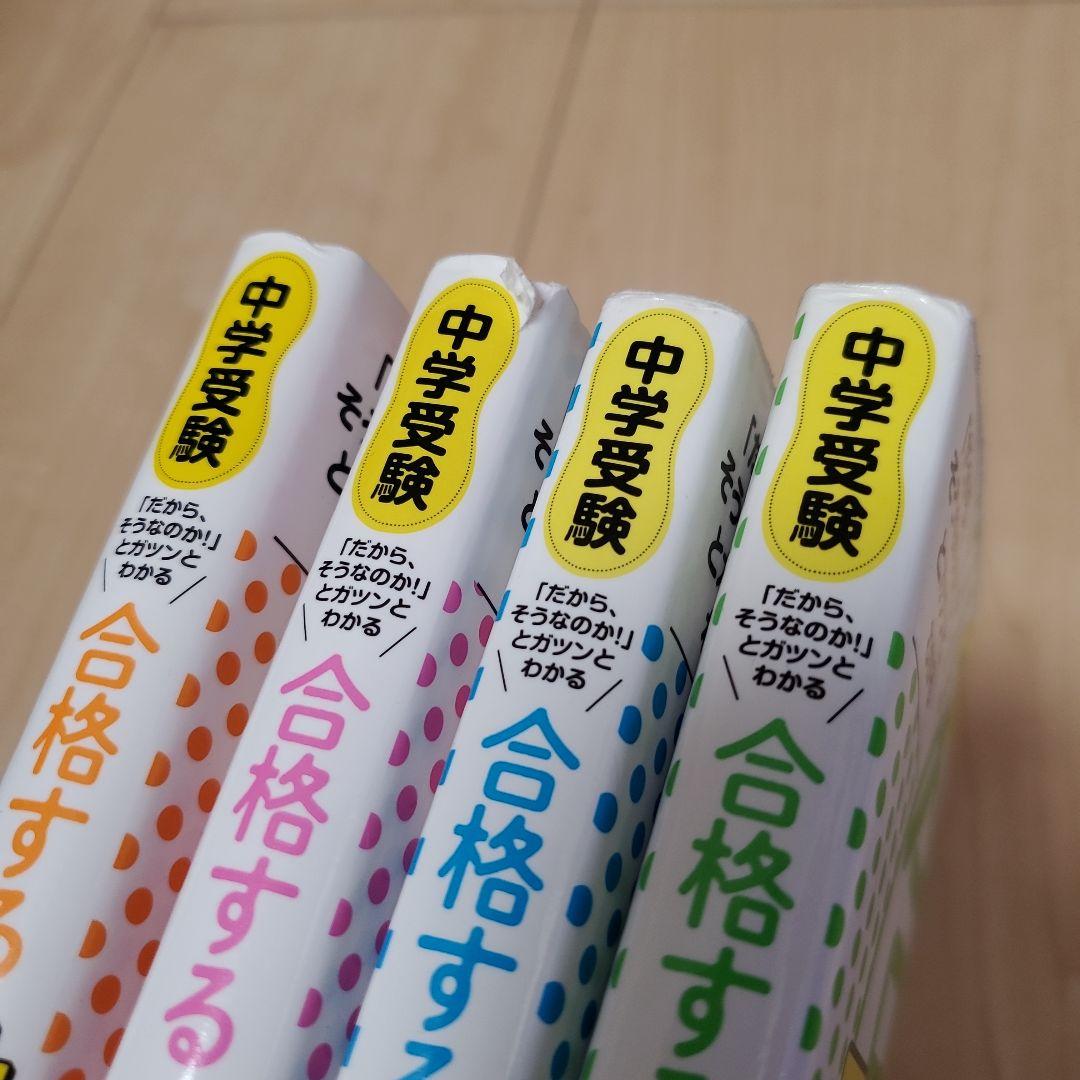 中学受験
「だから、
そうなのか!」
とガツンと
わかる
合格する
中学受験
「だから、
そうなのか!」
とガツンと
わかる
合格する
中学受験
「だから、
そうなのか!」
とガツンと
わかる
合格する
中学受験
「だから、
そうなのか!」
とガツンと
わかる
合格す